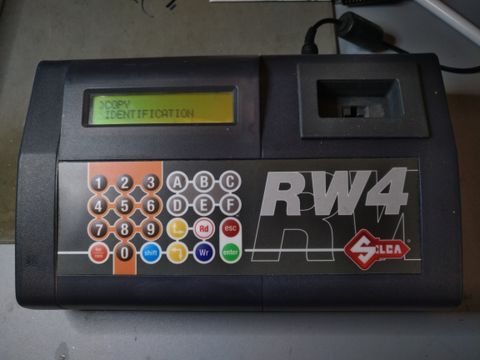 >COPY
IDENTIFICATION
1 2 3 A B C
4 5 6 D E F
7 8 9 Rd esc
0 shift Wr enter
RW4
SILCA